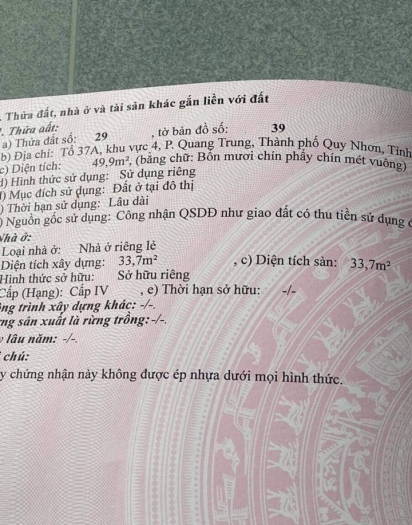 . Thửa đất, nhà ở và tài sản khác gắn liền với đất
. Thửa đất:
a) Thửa đất số: 29 , tờ bản đồ số: 39
b) Địa chỉ: Tổ 37A, khu vực 4, P. Quang Trung, Thành phố Quy Nhơn, Tỉnh
c) Diện tích: 49,9m², (bằng chữ: Bốn mươi chín phẩy chín mét vuông)
d) Hình thức sử dụng: Sử dụng riêng
) Mục đích sử dụng: Đất ở tại đô thị
) Thời hạn sử dụng: Lâu dài
) Nguồn gốc sử dụng: Công nhận QSDĐ như giao đất có thu tiền sử dụng đ
Nhà ở:
Loại nhà ở: Nhà ở riêng lẻ
Diện tích xây dựng: 33,7m² , c) Diện tích sàn: 33,7m²
Hình thức sở hữu: Sở hữu riêng
Cấp (Hạng): Cấp IV , e) Thời hạn sở hữu: -/-
ng trình xây dựng khác: -/-.
ng sản xuất là rừng trồng:-/-.
lâu năm: -/-.
chú:
y chứng nhận này không được ép nhựa dưới mọi hình thức.